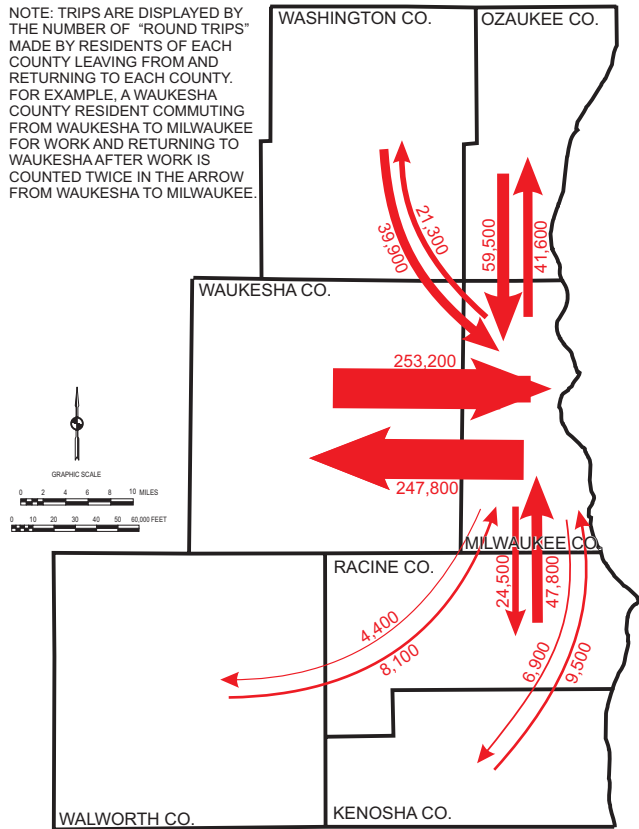 NOTE: TRIPS ARE DISPLAYED BY
THE NUMBER OF “ROUND TRIPS”
MADE BY RESIDENTS OF EACH
COUNTY LEAVING FROM AND
RETURNING TO EACH COUNTY.
FOR EXAMPLE, A WAUKESHA
COUNTY RESIDENT COMMUTING
FROM WAUKESHA TO MILWAUKEE
FOR WORK AND RETURNING TO
WAUKESHA AFTER WORK IS
COUNTED TWICE IN THE ARROW
FROM WAUKESHA TO MILWAUKEE.
WASHINGTON CO.
OZAUKEE CO.
21,300
39,900
59,500
41,600
WAUKESHA CO.
253,200
247,800
GRAPHIC SCALE
0 2 4 6 8 10 MILES
0 10 20 30 40 50 60,000 FEET
MILWAUKEE CO.
RACINE CO.
24,500
47,800
4,400
8,100
6,900
9,500
WALWORTH CO.
KENOSHA CO.